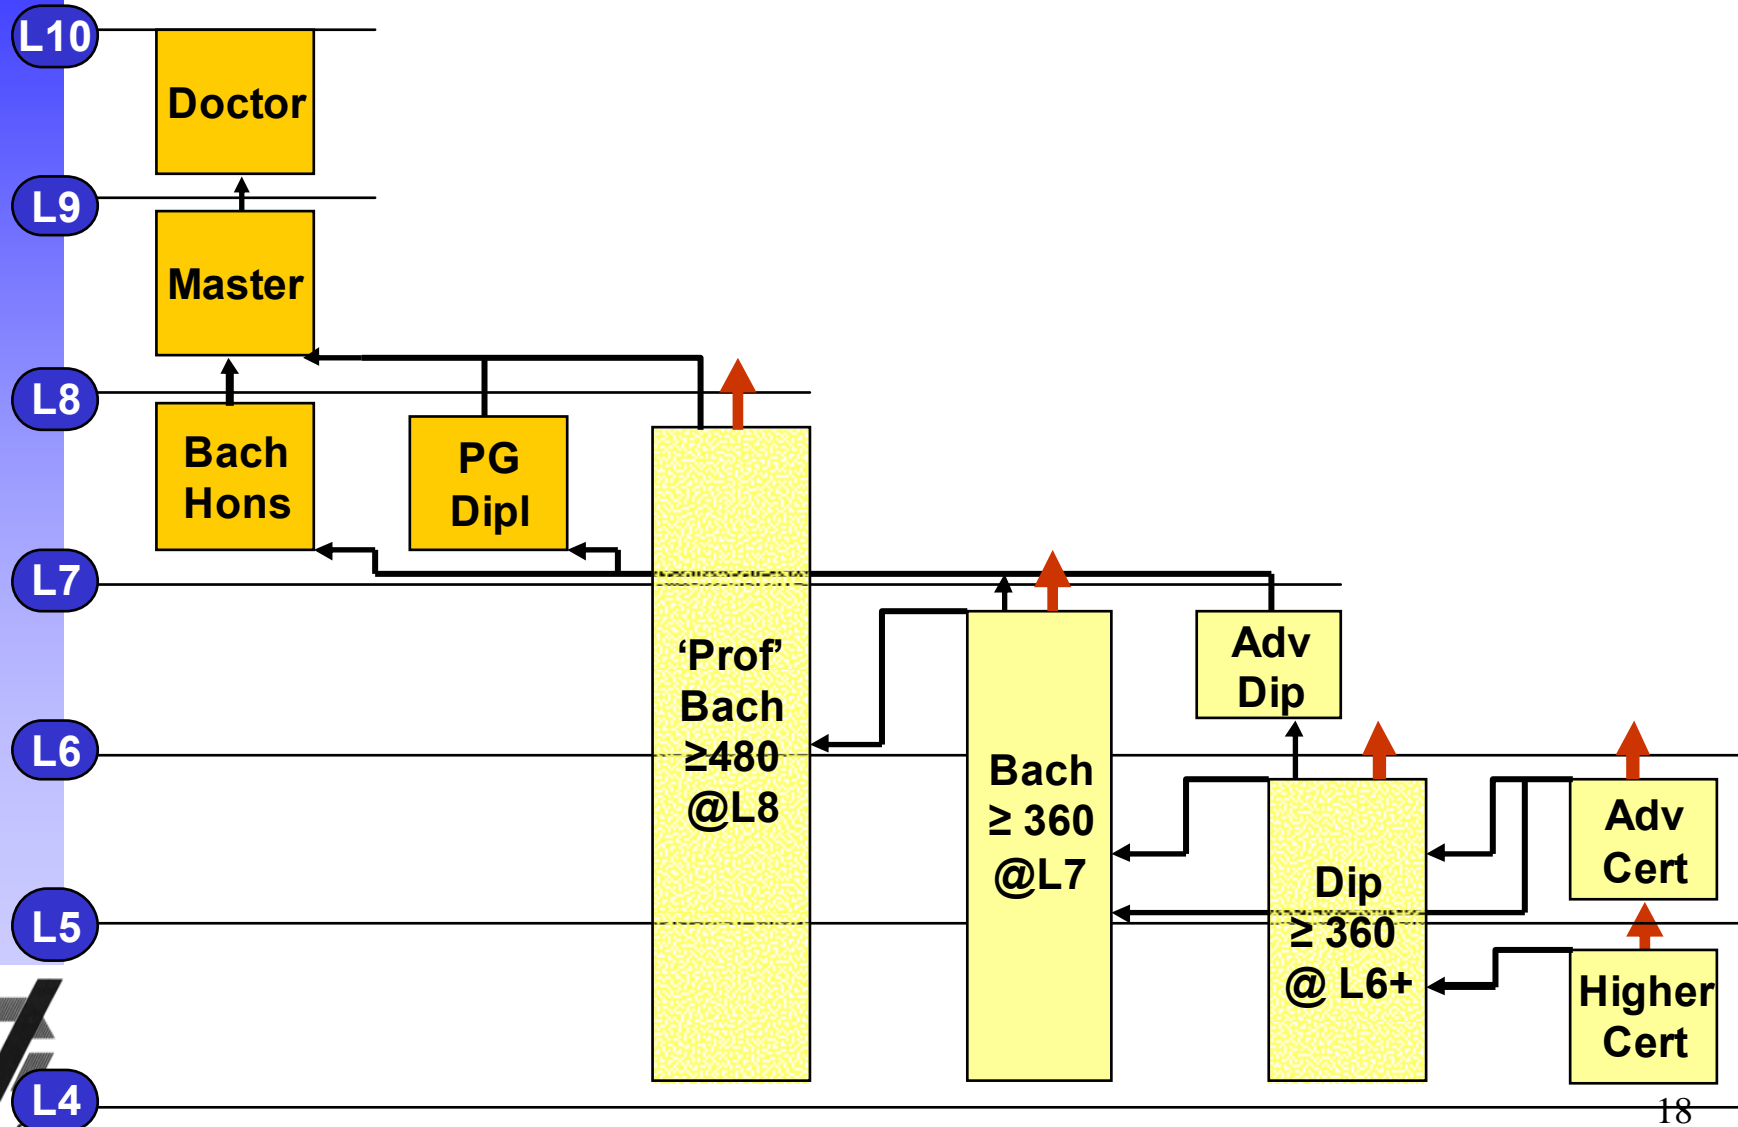 L10
Doctor
L9
Master
L8
Bach
Hons
PG
Dipl
L7
‘Prof’
Bach
≥480
@L8
Adv
Dip
L6
Bach
≥ 360
@L7
Adv
Cert
Dip
≥ 360
@ L6+
L5
Higher
Cert
L4
18